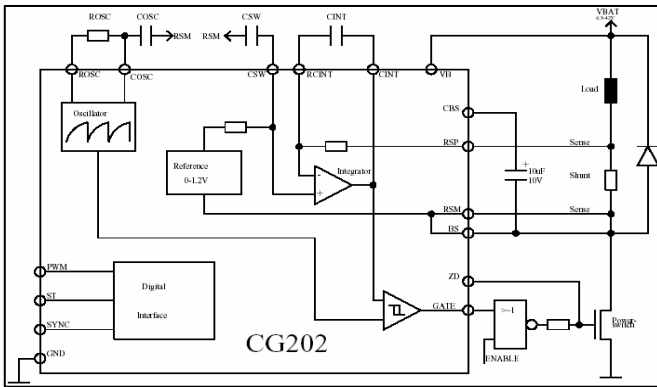 ROSC
COSC
RSM
CSW
RSM
CINT
VBAT
ROSC
COSC
CSW
RCINT
CINT
VB
Oscillator
CBS
Load
RSP
Sense
Reference
0-1.2V
Integrator
-
+
+
10uF
10V
Shunt
RSM
Sense
BS
PWM
ST
SYNC
GND
Digital
Interface
ZD
GATE
>=1
Power-
switch
CG202
ENABLE